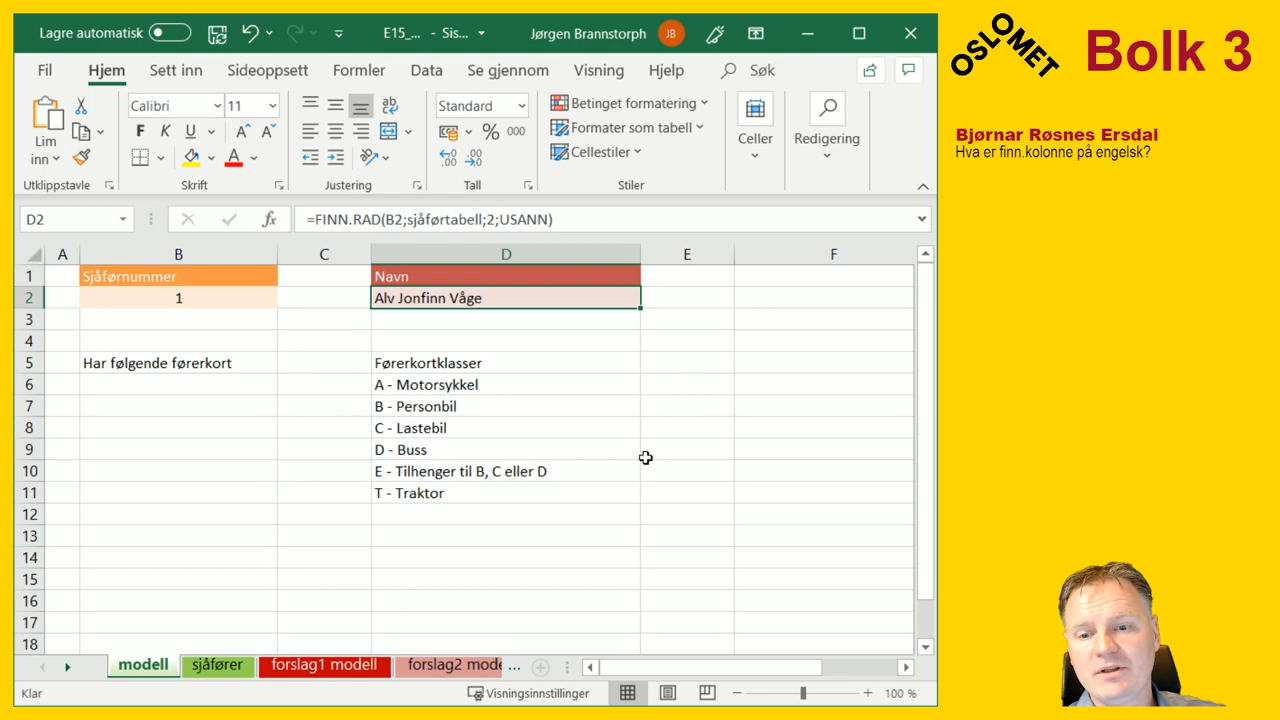 Lagre automatisk
E15_... - Sis...
Jørgen Brannstorph
JB
Fil
Hjem
Sett inn
Sideoppsett
Formler
Data
Se gjennom
Visning
Hjelp
Søk
Lim
inn
Utklippstavle
Calibri
11
F
K
U
A
A
A
Skrift
ab
Justering
Standard
%
000
Tall
Betinget formatering
Formater som tabell
Cellestiler
Stiler
Celler
Redigering
D2
fx
=FINN.RAD(B2;sjåførtabell;2;USANN)
A
B
C
D
E
F
1
Sjåførnummer
Navn
2
1
Alv Jonfinn Våge
3
4
5
Har følgende førerkort
Førerkortklasser
6
A - Motorsykkel
7
B - Personbil
8
C - Lastebil
9
D - Buss
10
E - Tilhenger til B, C eller D
11
T - Traktor
12
13
14
15
16
17
18
modell
sjåfører
forslag1 modell
forslag2 mode
...
Klar
Visningsinnstillinger
100 %
OSLOMET
Bolk 3
Bjørnar Røsnes Ersdal
Hva er finn.kolonne på engelsk?